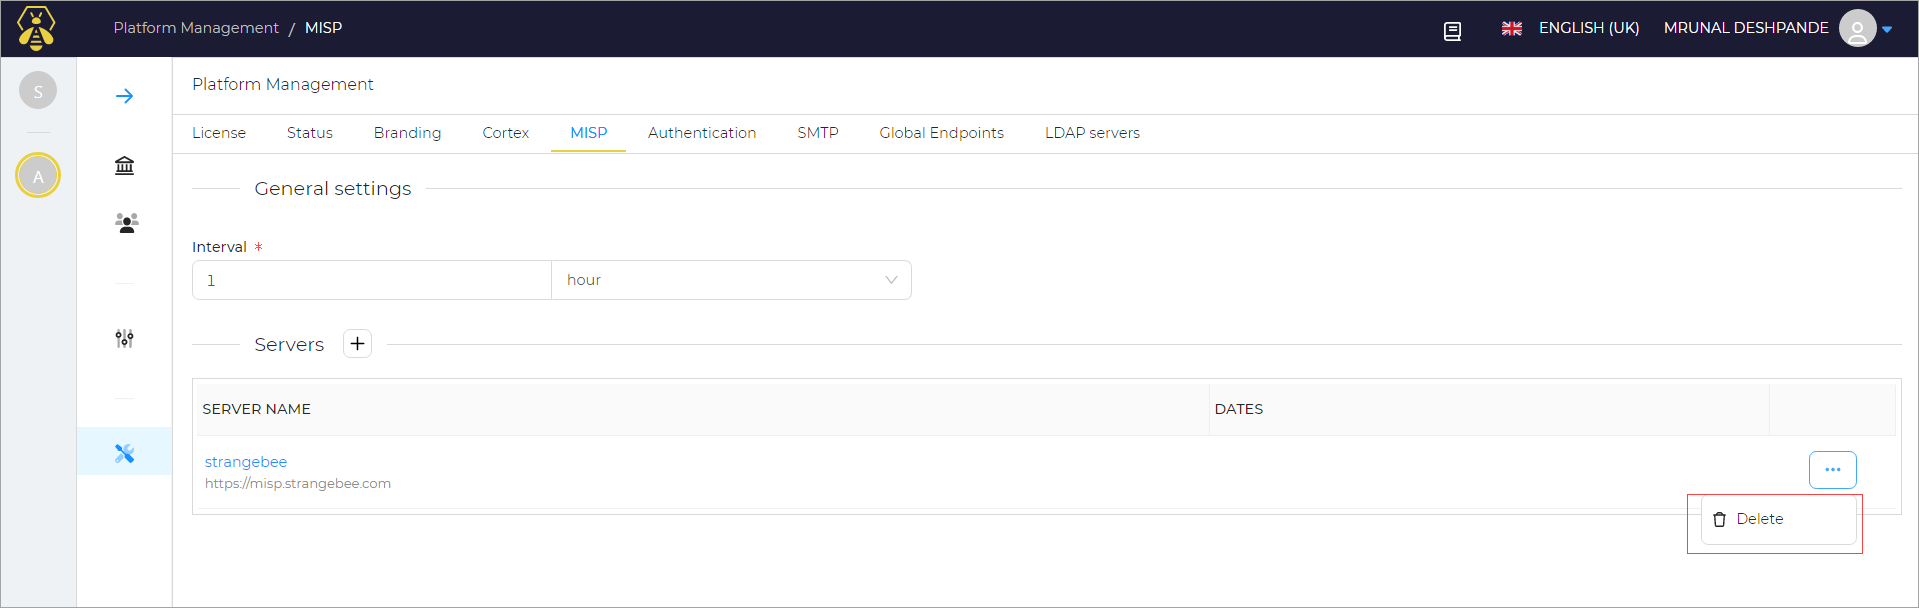 Platform Management / MISP
ENGLISH (UK)
MRUNAL DESHPANDE
S
A
Platform Management
License Status Branding Cortex MISP Authentication SMTP Global Endpoints LDAP servers
General settings
Interval *
1 hour
Servers +
SERVER NAME DATES
strangebee
https://misp.strangebee.com
Delete